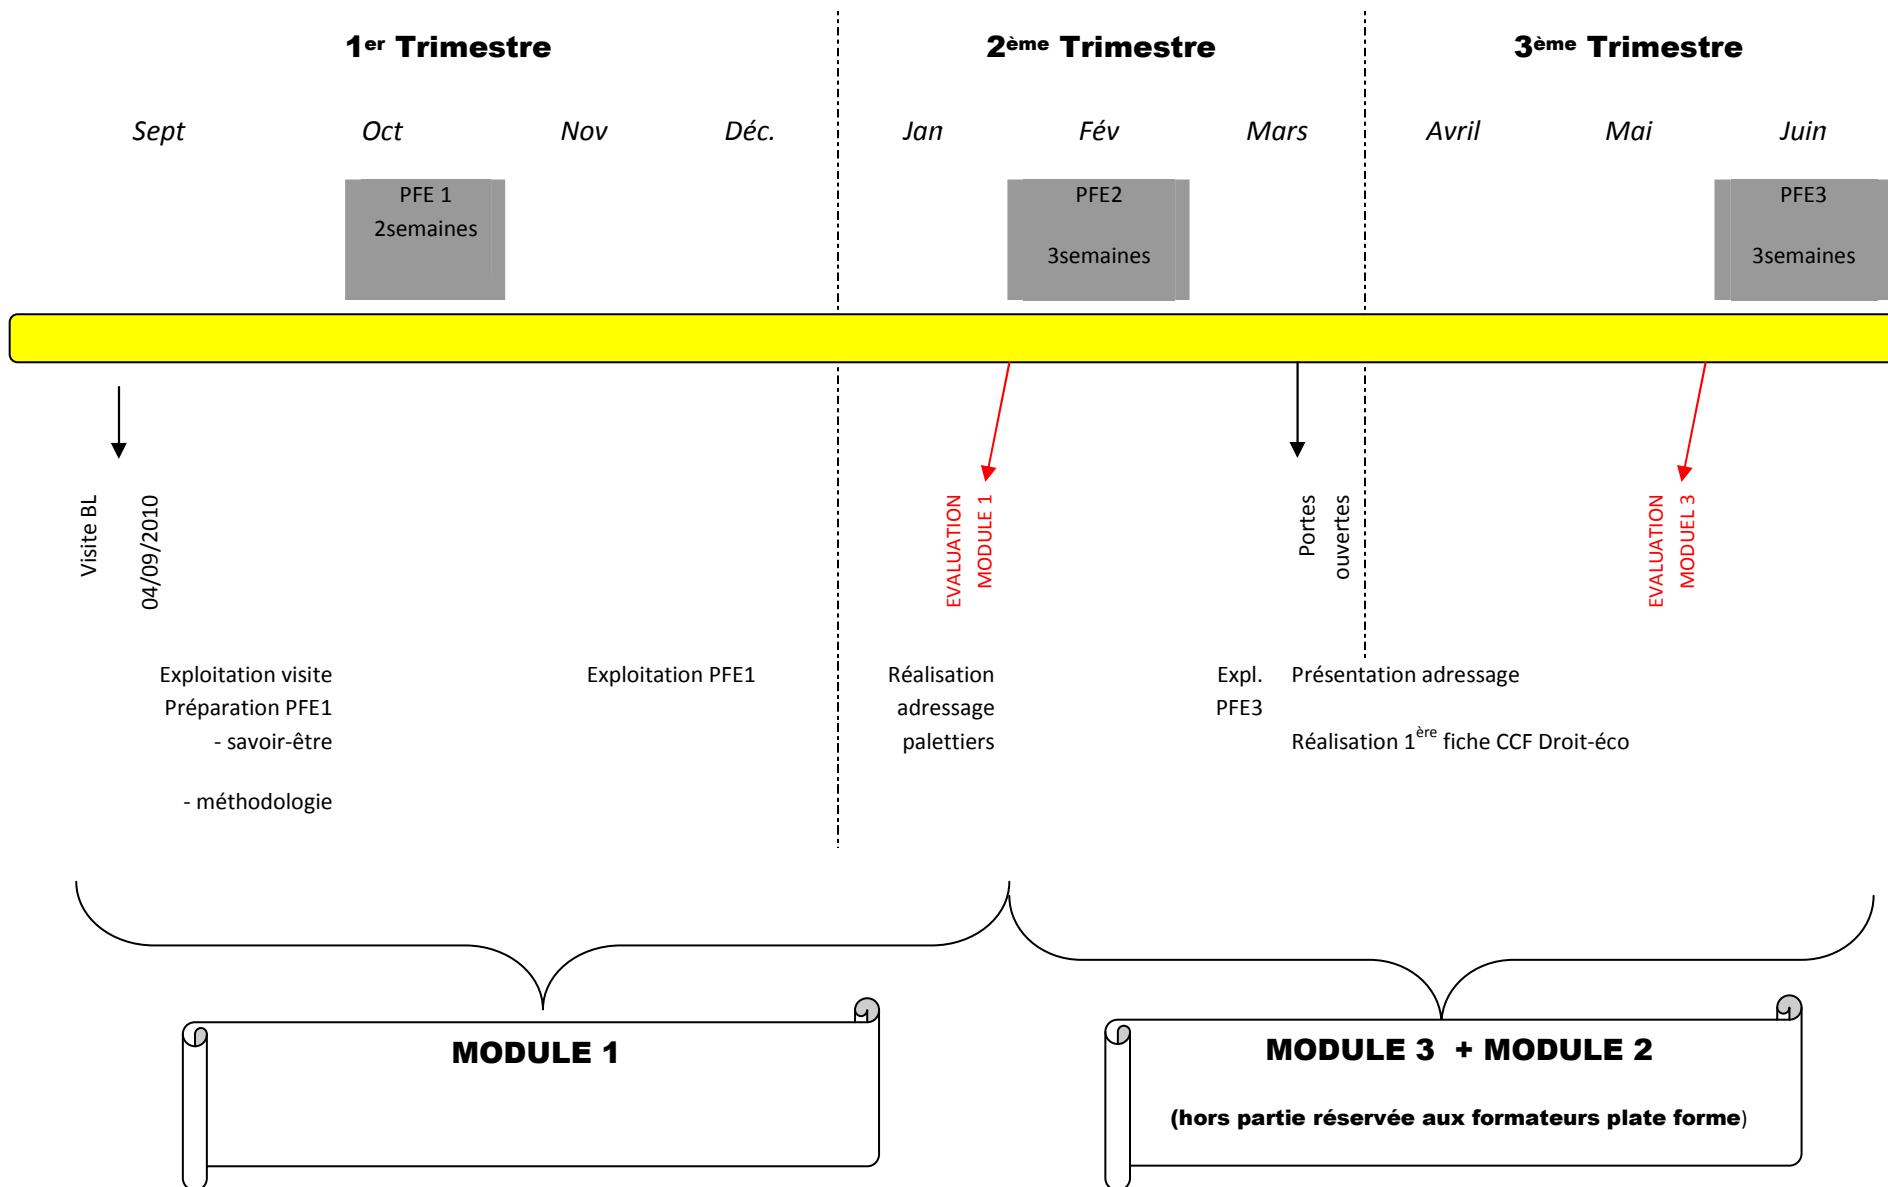 1er Trimestre
2ème Trimestre
3ème Trimestre
Sept
Oct
Nov
Déc.
Jan
Fév
Mars
Avril
Mai
Juin
PFE 1
2semaines
PFE2
3semaines
PFE3
3semaines
Visite BL
04/09/2010
EVALUATION
MODULE 1
Portes
ouvertes
EVALUATION
MODUEL 3
Exploitation visite
Préparation PFE1
- savoir-être
- méthodologie
Exploitation PFE1
Réalisation
adressage
palettiers
Expl.
PFE3
Présentation adressage
Réalisation 1ère fiche CCF Droit-éco
MODULE 1
MODULE 3 + MODULE 2
(hors partie réservée aux formateurs plate forme)